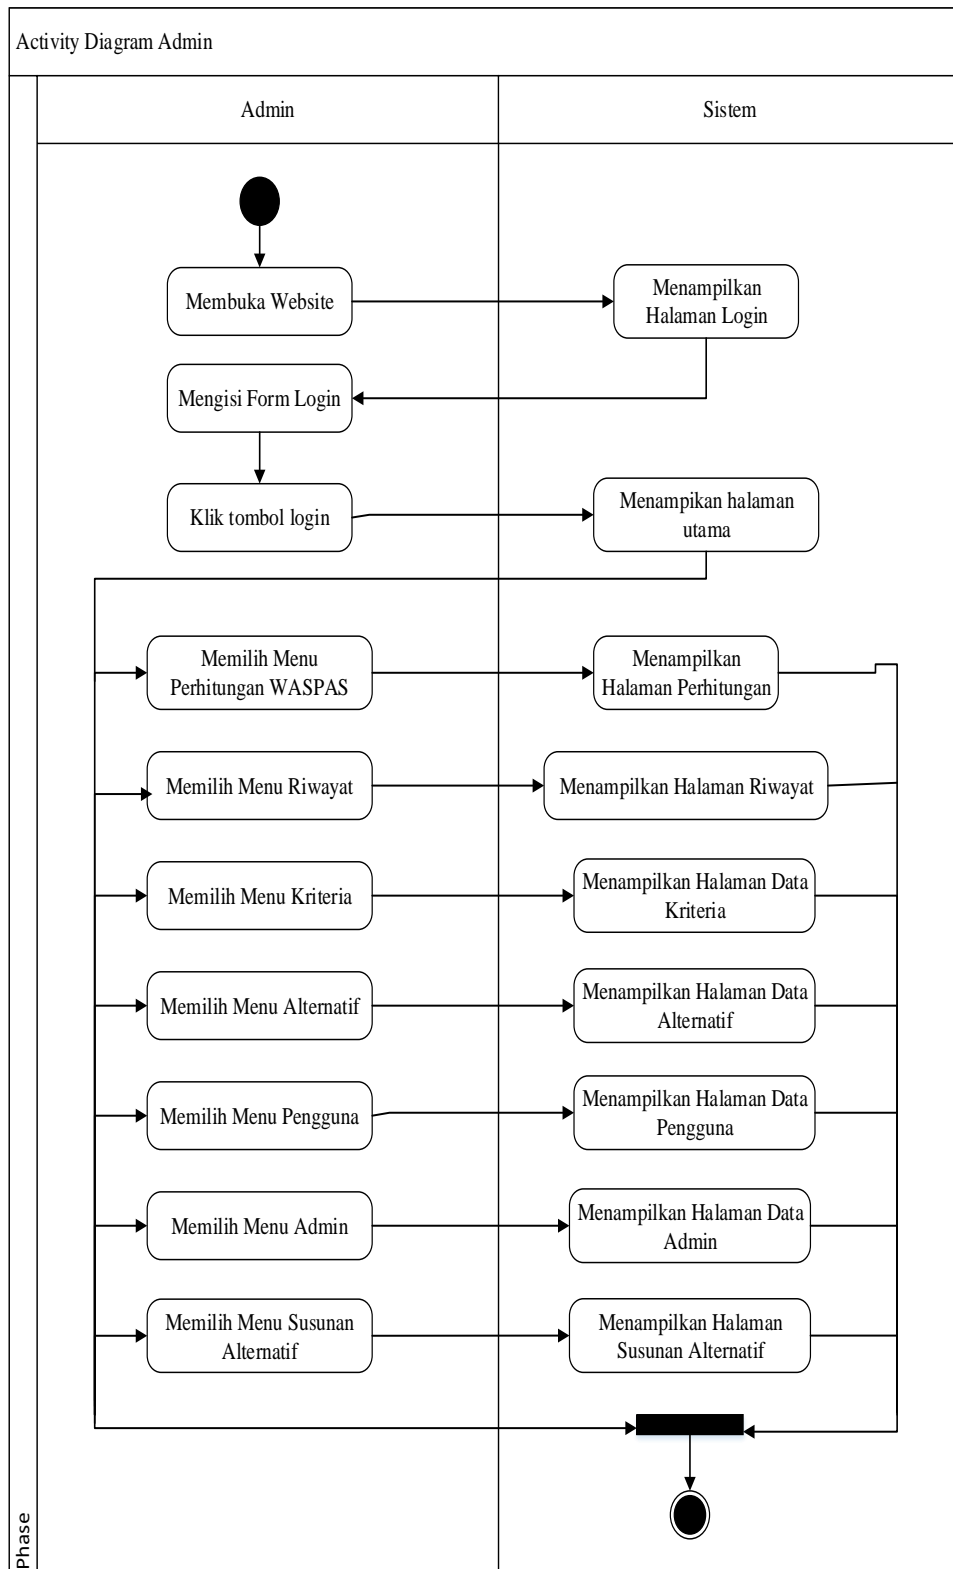 Activity Diagram Admin
Admin
Sistem
Membuka Website
Menampilkan
Halaman Login
Mengisi Form Login
Klik tombol login
Menampikan halaman
utama
Memilih Menu
Perhitungan WASPAS
Menampilkan
Halaman Perhitungan
Memilih Menu Riwayat
Menampilkan Halaman Riwayat
Memilih Menu Kriteria
Menampilkan Halaman Data
Kriteria
Memilih Menu Alternatif
Menampilkan Halaman Data
Alternatif
Memilih Menu Pengguna
Menampilkan Halaman Data
Pengguna
Memilih Menu Admin
Menampilkan Halaman Data
Admin
Memilih Menu Susunan
Alternatif
Menampilkan Halaman
Susunan Alternatif
Phase